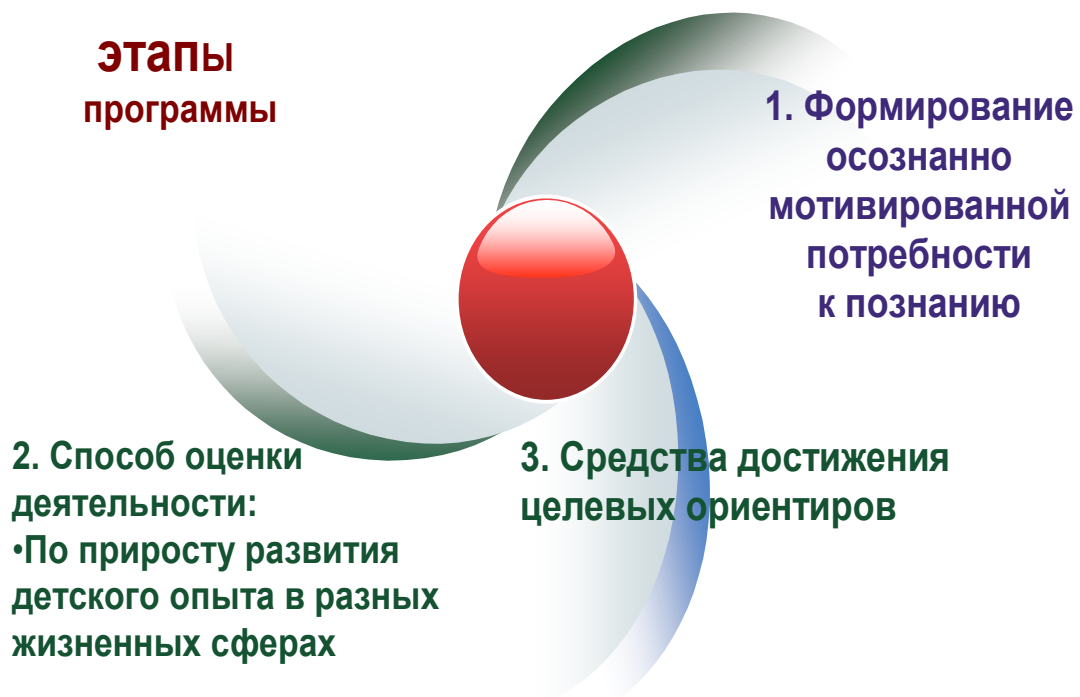 этапы
программы
1. Формирование
осознанно
мотивированной
потребности
к познанию
2. Способ оценки
деятельности:
•По приросту развития
детского опыта в разных
жизненных сферах
3. Средства достижения
целевых ориентиров